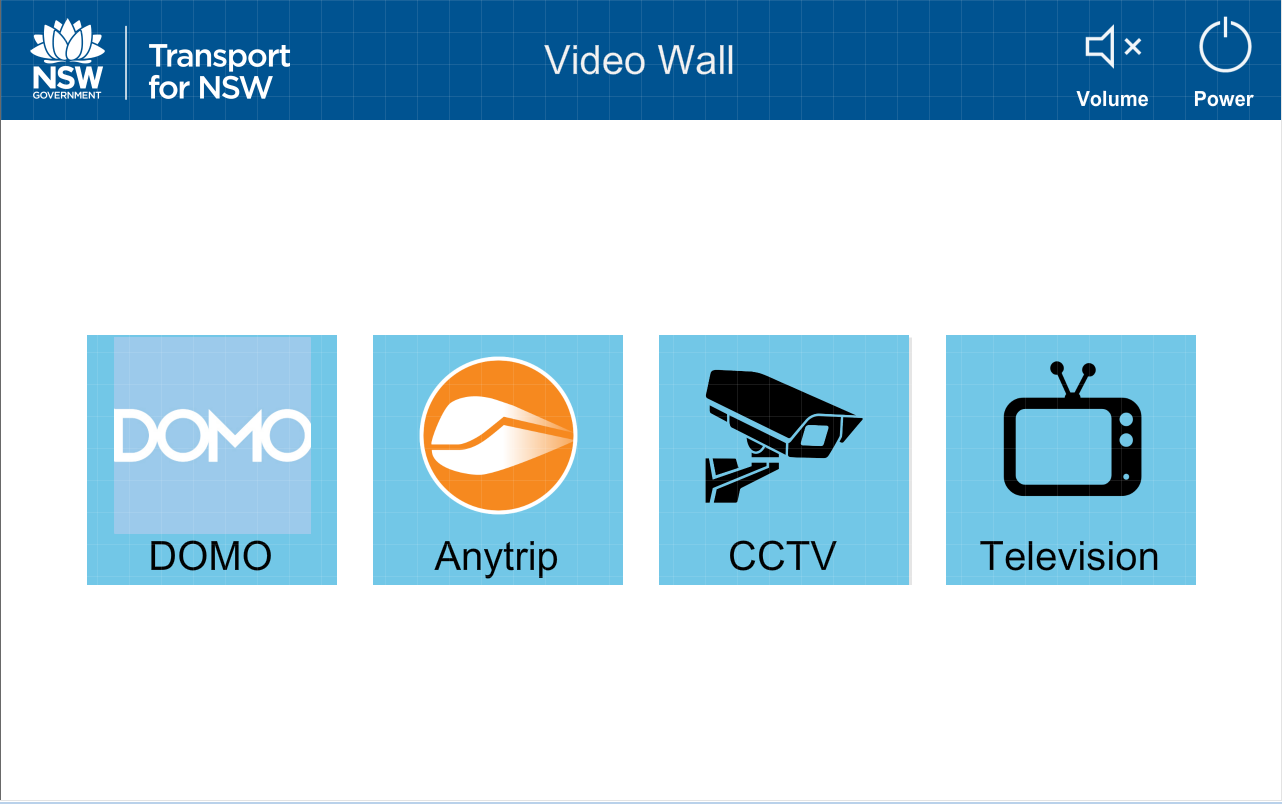 NSW
GOVERNMENT
Transport
for NSW
Video Wall
Volume
Power
DOMO
DOMO
Anytrip
CCTV
Television